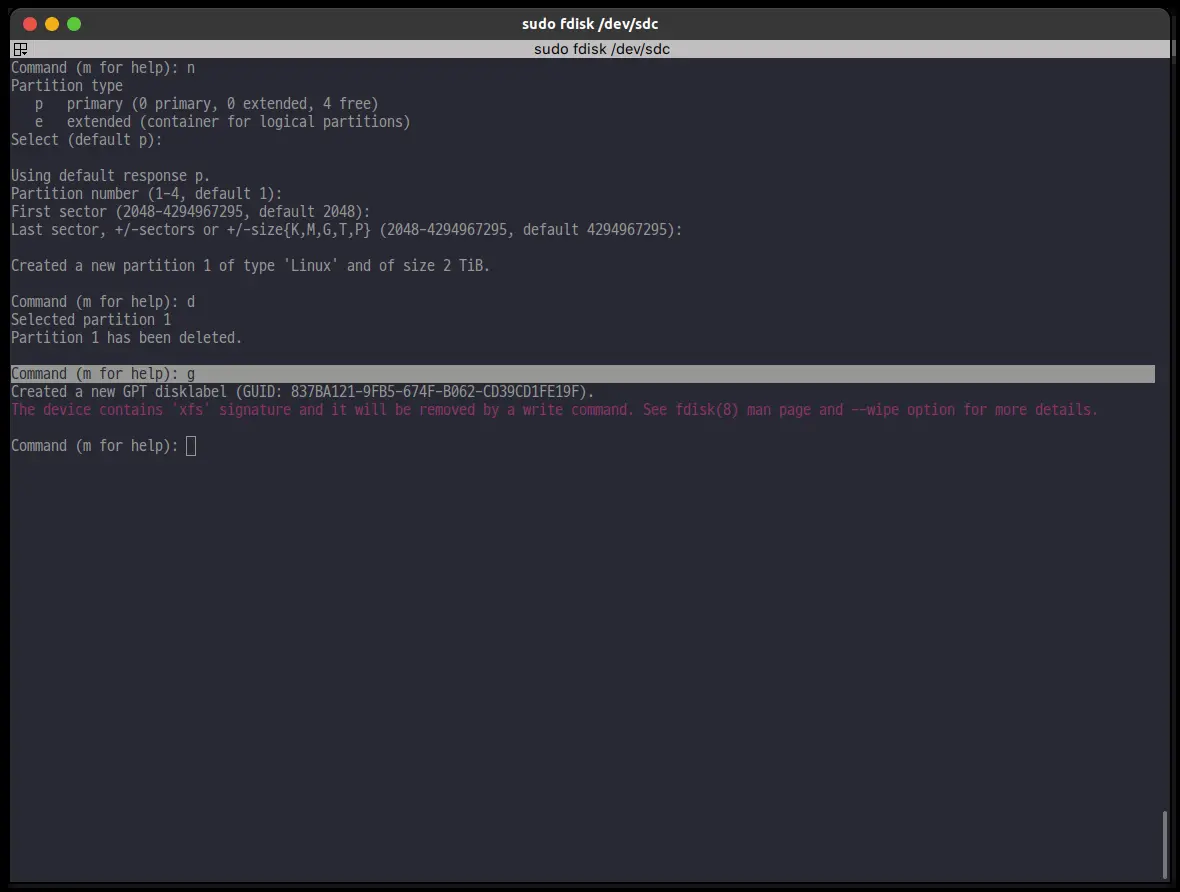 sudo fdisk /dev/sdc
sudo fdisk /dev/sdc
Command (m for help): n
Partition type
   p   primary (0 primary, 0 extended, 4 free)
   e   extended (container for logical partitions)
Select (default p):
Using default response p.
Partition number (1-4, default 1):
First sector (2048-4294967295, default 2048):
Last sector, +/-sectors or +/-size{K,M,G,T,P} (2048-4294967295, default 4294967295):
Created a new partition 1 of type 'Linux' and of size 2 TiB.
Command (m for help): d
Selected partition 1
Partition 1 has been deleted.
Command (m for help): g
Created a new GPT disklabel (GUID: 837BA121-9FB5-674F-B062-CD39CD1FE19F).
The device contains 'xfs' signature and it will be removed by a write command. See fdisk(8) man page and --wipe option for more details.
Command (m for help):